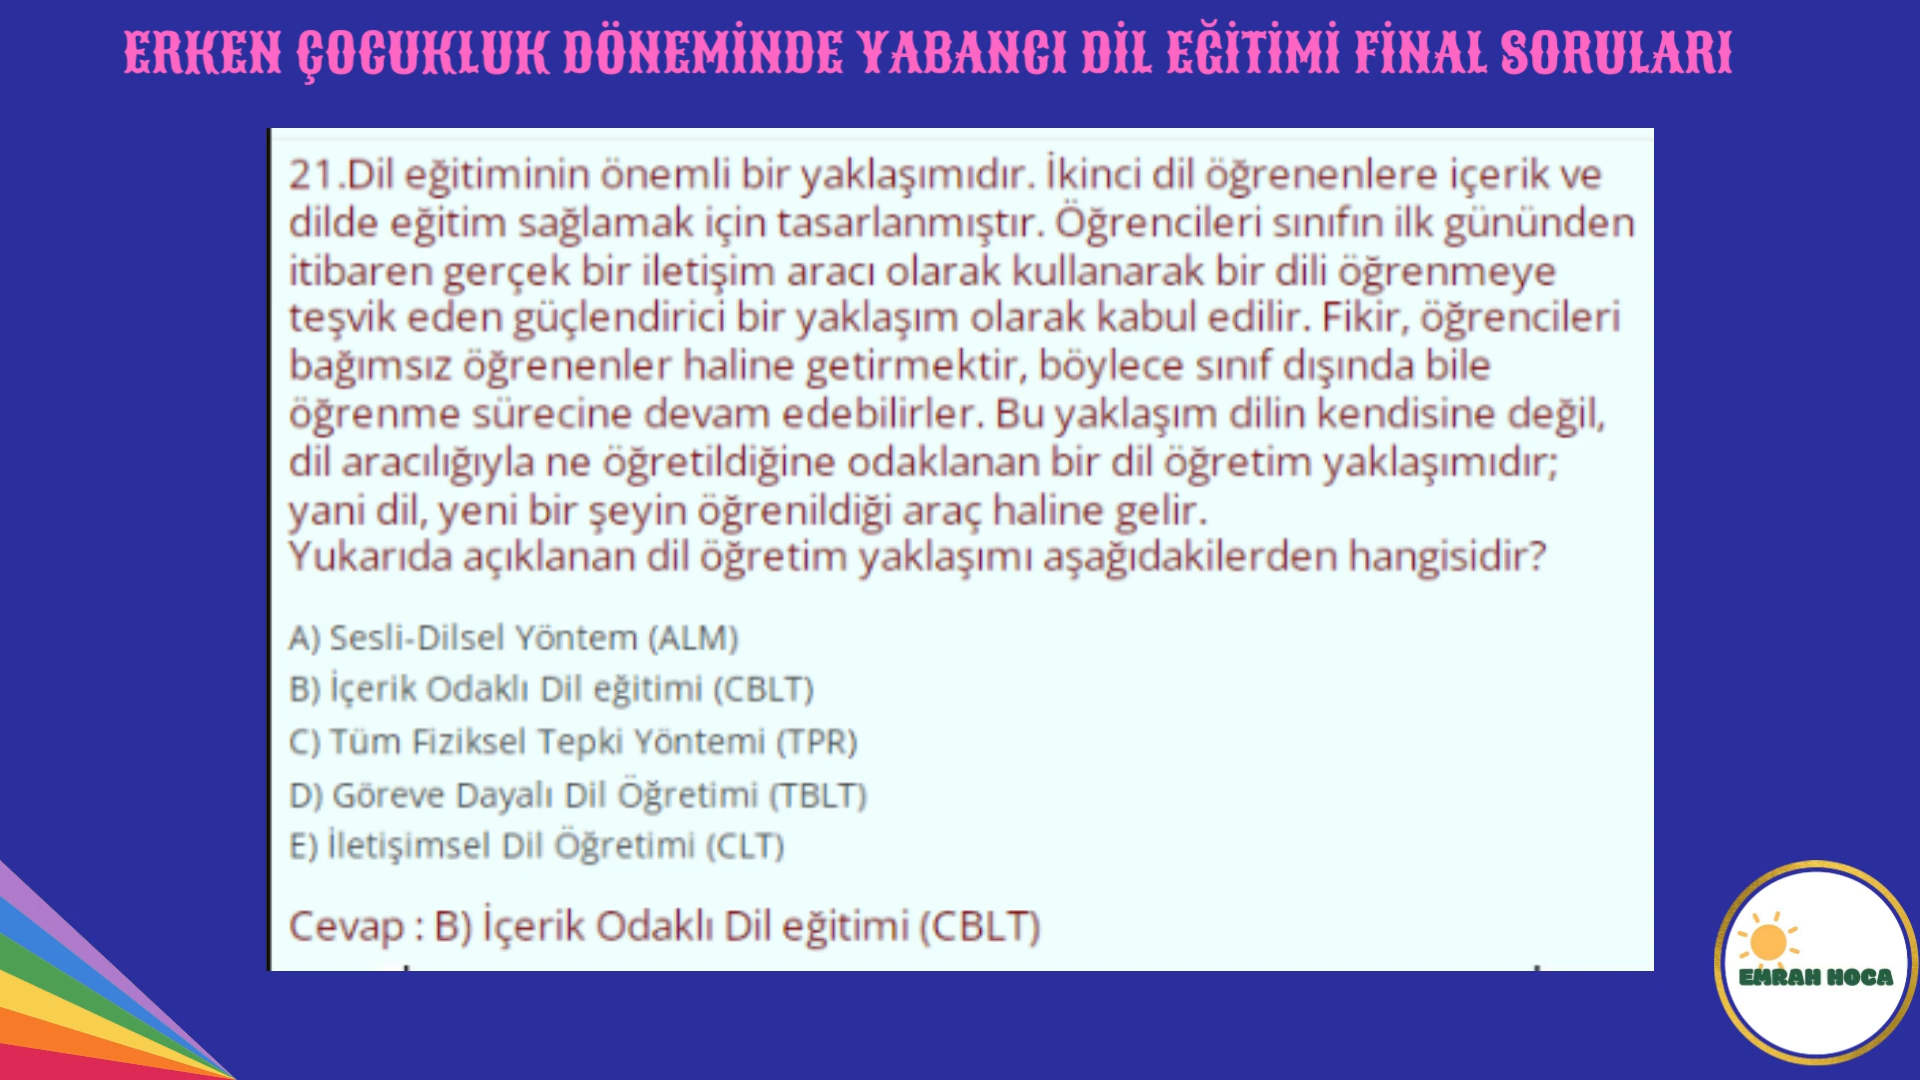 ERKEN ÇOCUKLUK DÖNEMİNDE YABANCI DİL EĞİTİMİ FİNAL SORULARI
21.Dil eğitiminin önemli bir yaklaşımıdır. İkinci dil öğrenenlere içerik ve
dilde eğitim sağlamak için tasarlanmıştır. Öğrencileri sınıfın ilk gününden
itibaren gerçek bir iletişim aracı olarak kullanarak bir dili öğrenmeye
teşvik eden güçlendirici bir yaklaşım olarak kabul edilir. Fikir, öğrencileri
bağımsız öğrenenler haline getirmektir, böylece sınıf dışında bile
öğrenme sürecine devam edebilirler. Bu yaklaşım dilin kendisine değil,
dil aracılığıyla ne öğretildiğine odaklanan bir dil öğretim yaklaşımıdır;
yani dil, yeni bir şeyin öğrenildiği araç haline gelir.
Yukarıda açıklanan dil öğretim yaklaşımı aşağıdakilerden hangisidir?
A) Sesli-Dilsel Yöntem (ALM)
B) İçerik Odaklı Dil eğitimi (CBLT)
C) Tüm Fiziksel Tepki Yöntemi (TPR)
D) Göreve Dayalı Dil Öğretimi (TBLT)
E) İletişimsel Dil Öğretimi (CLT)
Cevap : B) İçerik Odaklı Dil eğitimi (CBLT)
EMRAH HOCA